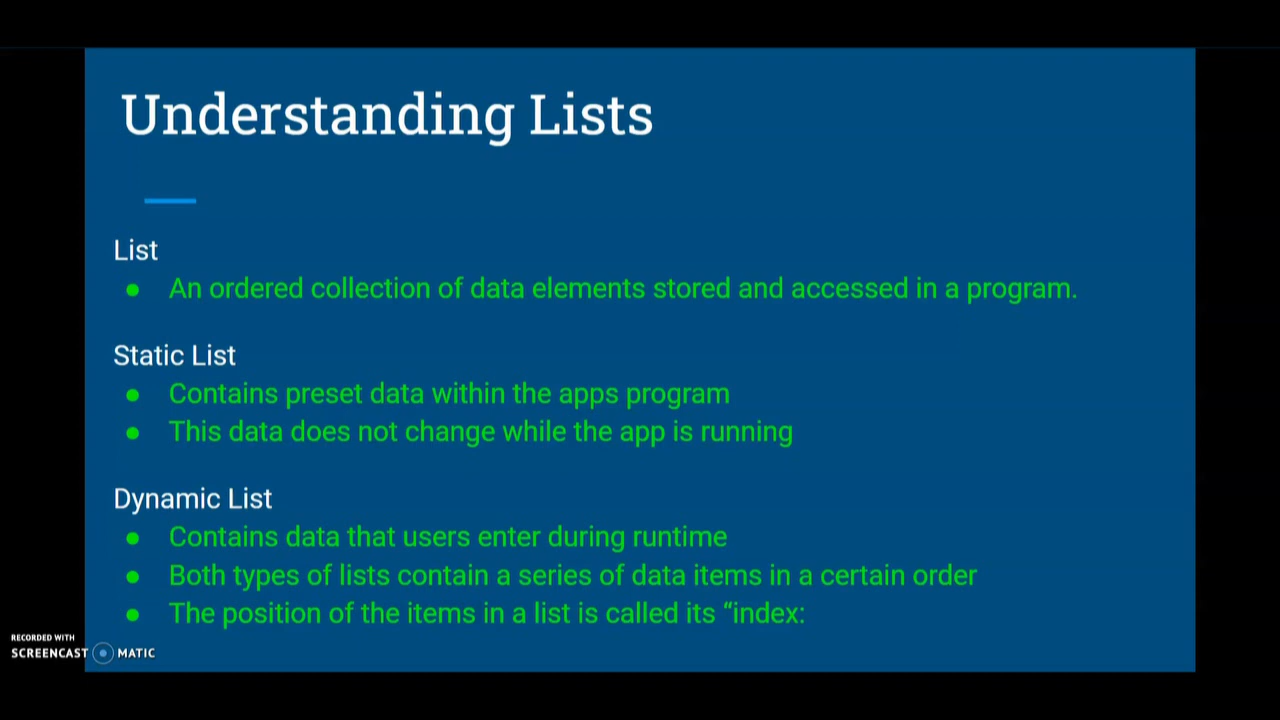 Understanding Lists
List
● An ordered collection of data elements stored and accessed in a program.
Static List
● Contains preset data within the apps program
● This data does not change while the app is running
Dynamic List
● Contains data that users enter during runtime
● Both types of lists contain a series of data items in a certain order
● The position of the items in a list is called its “index:
RECORDED WITH
SCREENCAST MATIC